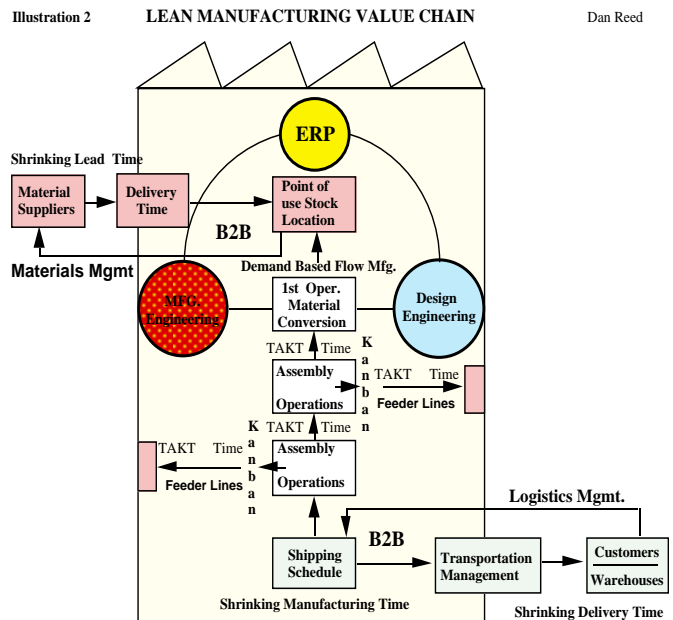 Illustration 2 LEAN MANUFACTURING VALUE CHAIN Dan Reed
ERP
Shrinking Lead Time
Material
Suppliers
Delivery
Time
Point of
use Stock
Location
B2B
Materials Mgmt
Demand Based Flow Mfg.
MFG.
Engineering
1st Oper.
Material
Conversion
Design
Engineering
TAKT Time
Kanban
Assembly
Operations
TAKT Time
Feeder Lines
TAKT Time
Kanban
Assembly
Operations
TAKT Time
Feeder Lines
Logistics Mgmt.
B2B
Shipping
Schedule
Transportation
Management
Customers
Warehouses
Shrinking Manufacturing Time
Shrinking Delivery Time